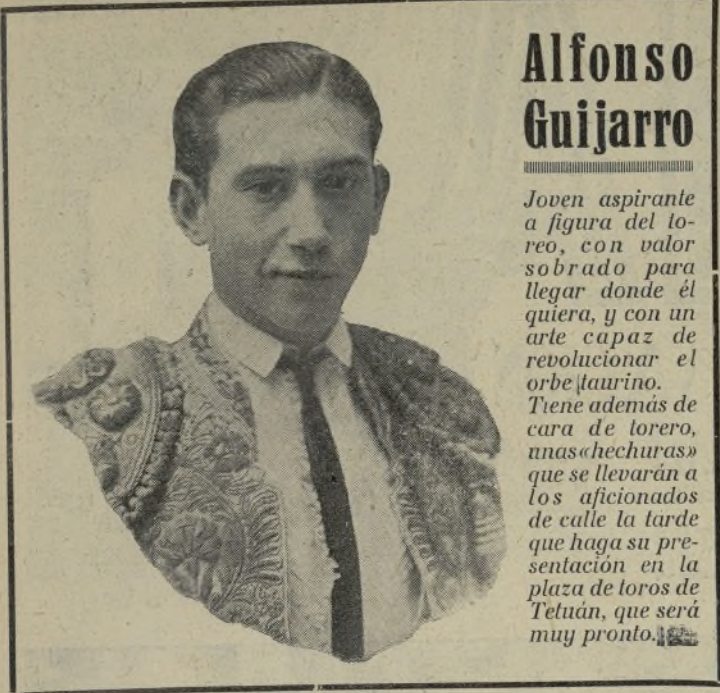 Alfonso
Guijarro
Joven aspirante
a figura del to-
reo, con valor
sobrado para
llegar donde él
quiera, y con un
arte capaz de
revolucionar el
orbe taurino.
Tiene además de
cara de torero,
unas «hechuras»
que se llevarán a
los aficionados
de calle la tarde
que haga su pre-
sentación en la
plaza de toros de
Tetuán, que será
muy pronto.